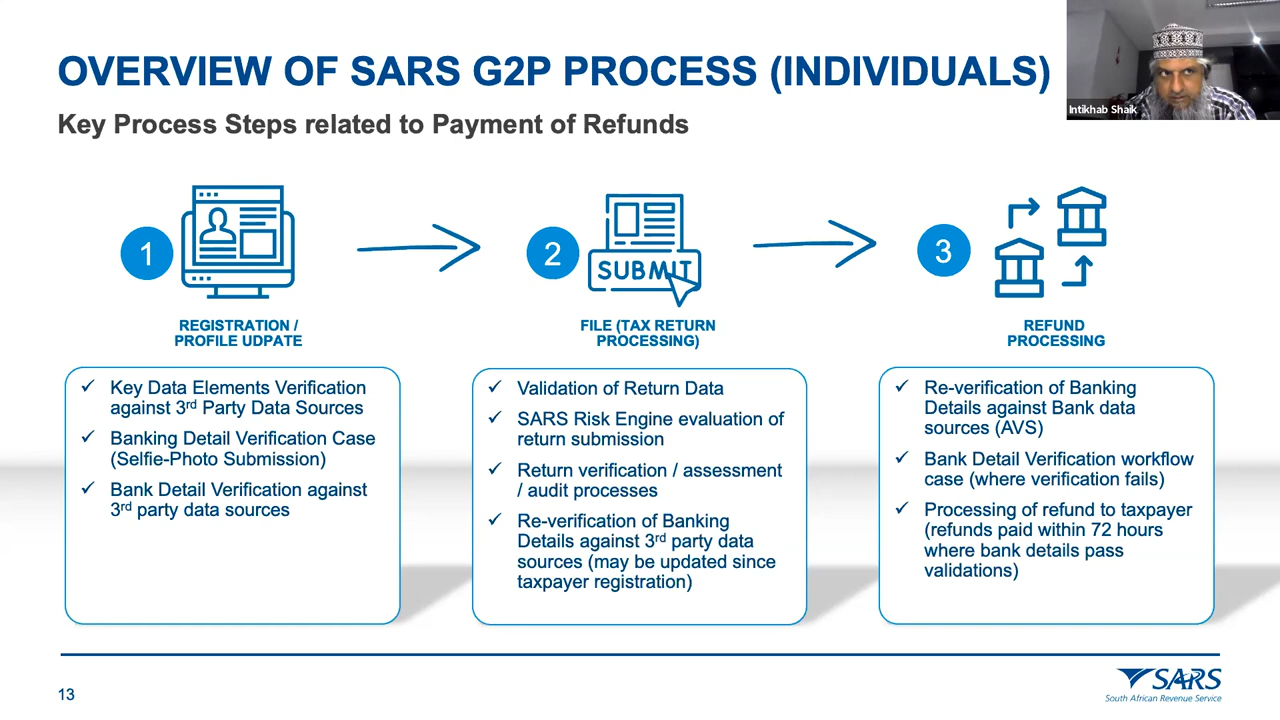 OVERVIEW OF SARS G2P PROCESS (INDIVIDUALS)
Intikhab Shaik
Key Process Steps related to Payment of Refunds
1
2
SUBMIT
3
REGISTRATION /
PROFILE UDPATE
FILE (TAX RETURN
PROCESSING)
REFUND
PROCESSING
✓ Key Data Elements Verification
against 3rd Party Data Sources
✓ Banking Detail Verification Case
(Selfie-Photo Submission)
✓ Bank Detail Verification against
3rd party data sources
✓ Validation of Return Data
✓ SARS Risk Engine evaluation of
return submission
✓ Return verification / assessment
/ audit processes
✓ Re-verification of Banking
Details against 3rd party data
sources (may be updated since
taxpayer registration)
✓ Re-verification of Banking
Details against Bank data
sources (AVS)
✓ Bank Detail Verification workflow
case (where verification fails)
✓ Processing of refund to taxpayer
(refunds paid within 72 hours
where bank details pass
validations)
13
SARS
South African Revenue Service